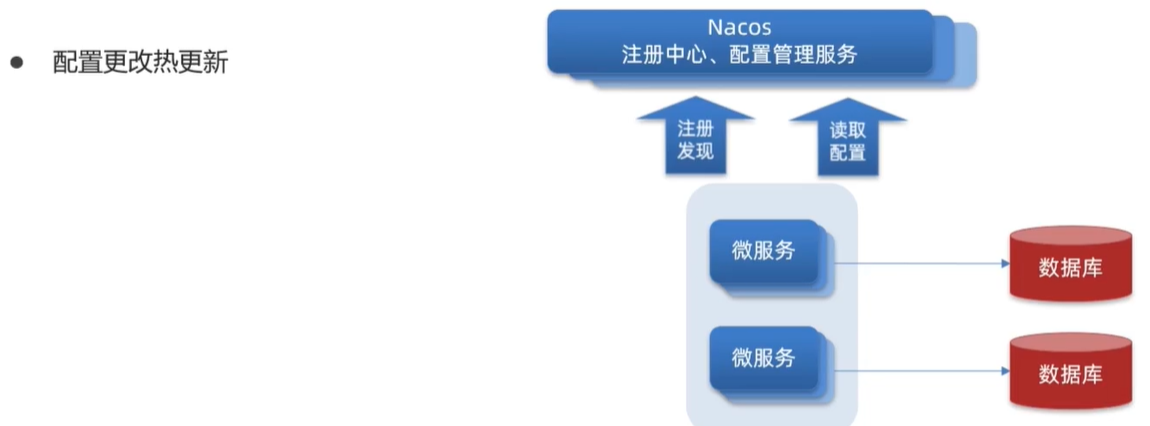 配置更改热更新
Nacos
注册中心、配置管理服务
注册
发现
读取
配置
微服务
数据库
微服务
数据库